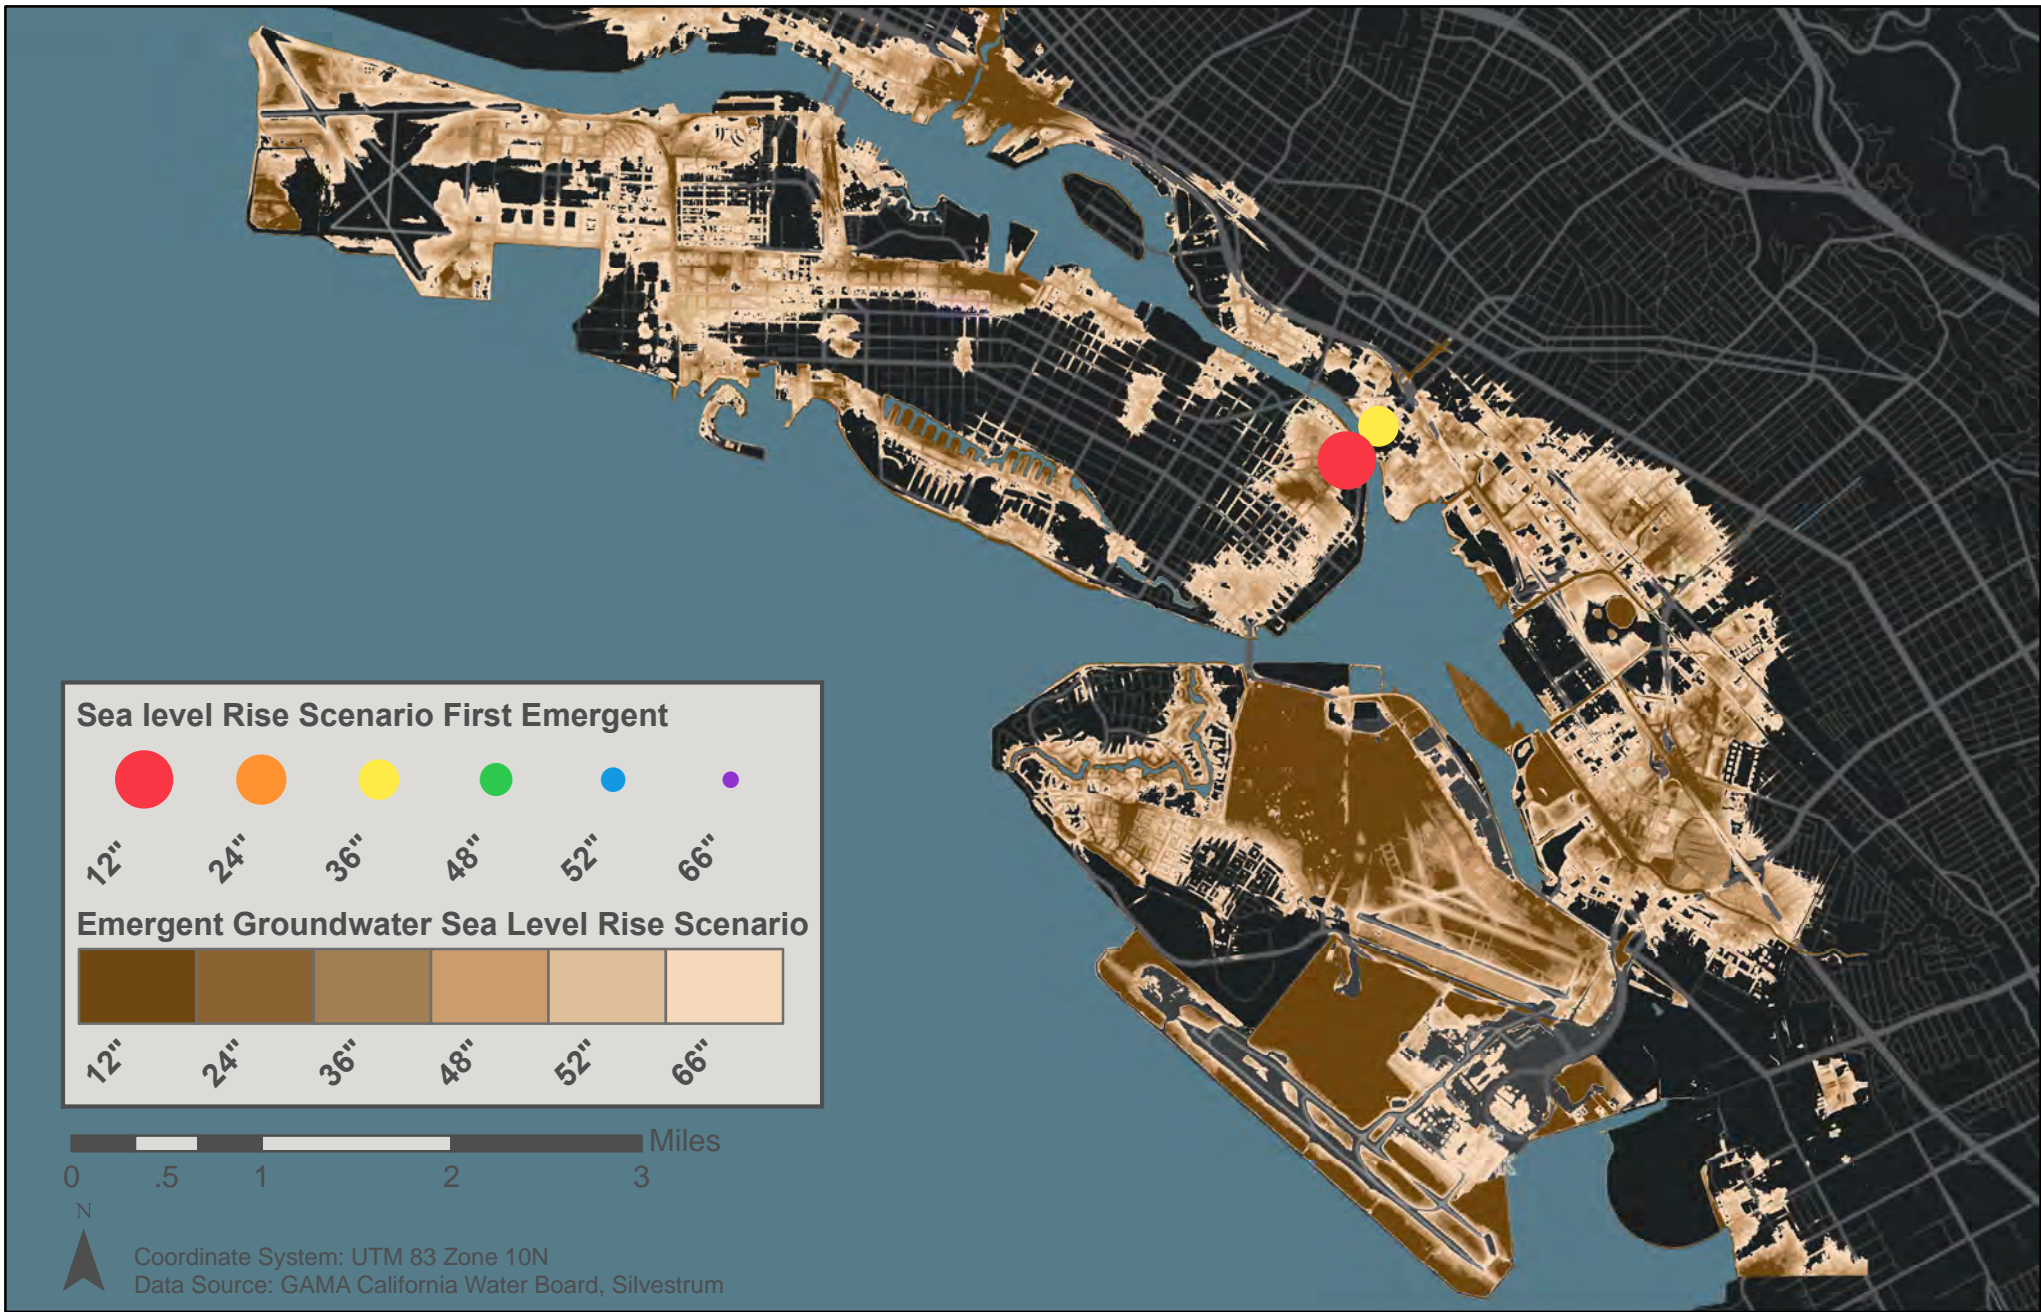 Sea level Rise Scenario First Emergent
12" 24" 36" 48" 52" 66"
Emergent Groundwater Sea Level Rise Scenario
12" 24" 36" 48" 52" 66"
Miles
0 .5 1 2 3
N
Coordinate System: UTM 83 Zone 10N
Data Source: GAMA California Water Board, Silvestrum